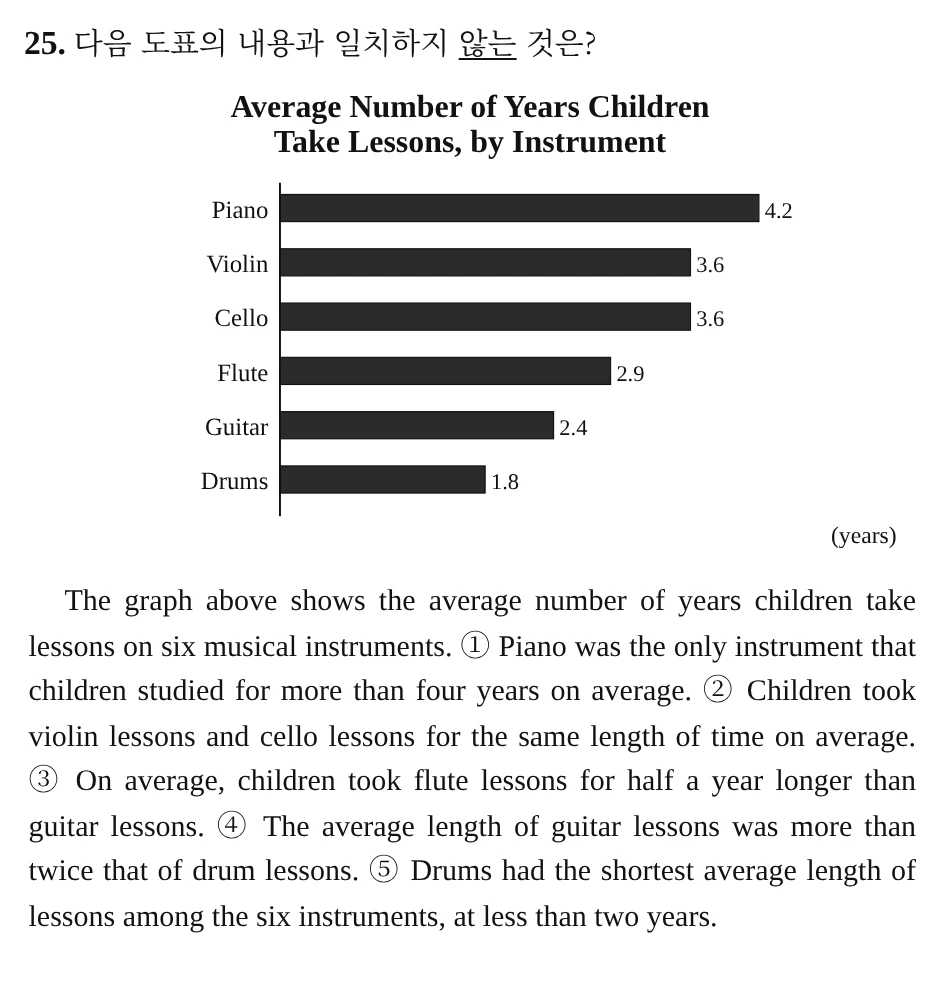 25. 다음 도표의 내용과 일치하지 않는 것은?
Average Number of Years Children
Take Lessons, by Instrument
Piano 4.2
Violin 3.6
Cello 3.6
Flute 2.9
Guitar 2.4
Drums 1.8
(years)
The graph above shows the average number of years children take
lessons on six musical instruments. ① Piano was the only instrument that
children studied for more than four years on average. ② Children took
violin lessons and cello lessons for the same length of time on average.
③ On average, children took flute lessons for half a year longer than
guitar lessons. ④ The average length of guitar lessons was more than
twice that of drum lessons. ⑤ Drums had the shortest average length of
lessons among the six instruments, at less than two years.